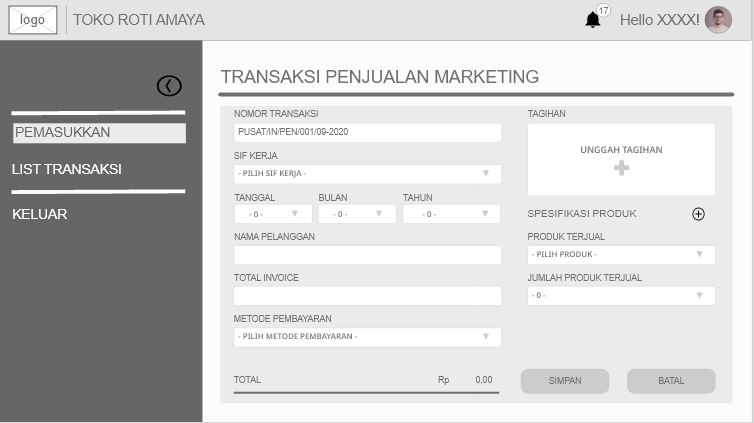 logo
TOKO ROTI AMAYA
17
Hello XXXX!
PEMASUKKAN
LIST TRANSAKSI
KELUAR
TRANSAKSI PENJUALAN MARKETING
NOMOR TRANSAKSI
PUSAT/IN/PEN/001/09-2020
SIF KERJA
- PILIH SIF KERJA -
TANGGAL BULAN TAHUN
- 0 - - 0 - - 0 -
NAMA PELANGGAN
TOTAL INVOICE
METODE PEMBAYARAN
- PILIH METODE PEMBAYARAN -
TOTAL Rp 0,00
TAGIHAN
UNGGAH TAGIHAN
SPESIFIKASI PRODUK
PRODUK TERJUAL
- PILIH PRODUK -
JUMLAH PRODUK TERJUAL
- 0 -
SIMPAN BATAL